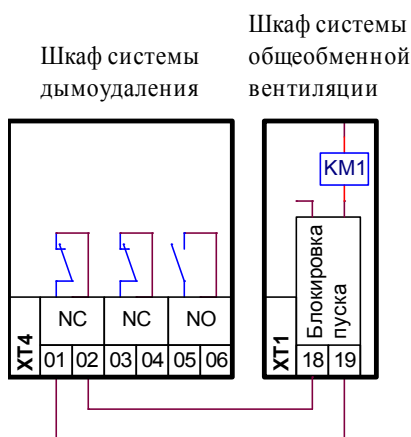 Шкаф системы
дымоудаления
Шкаф системы
общеобменной
вентиляции
KM1
XT4
NC
NC
NO
01 02 03 04 05 06
XT1
Блокировка
пуска
18 19